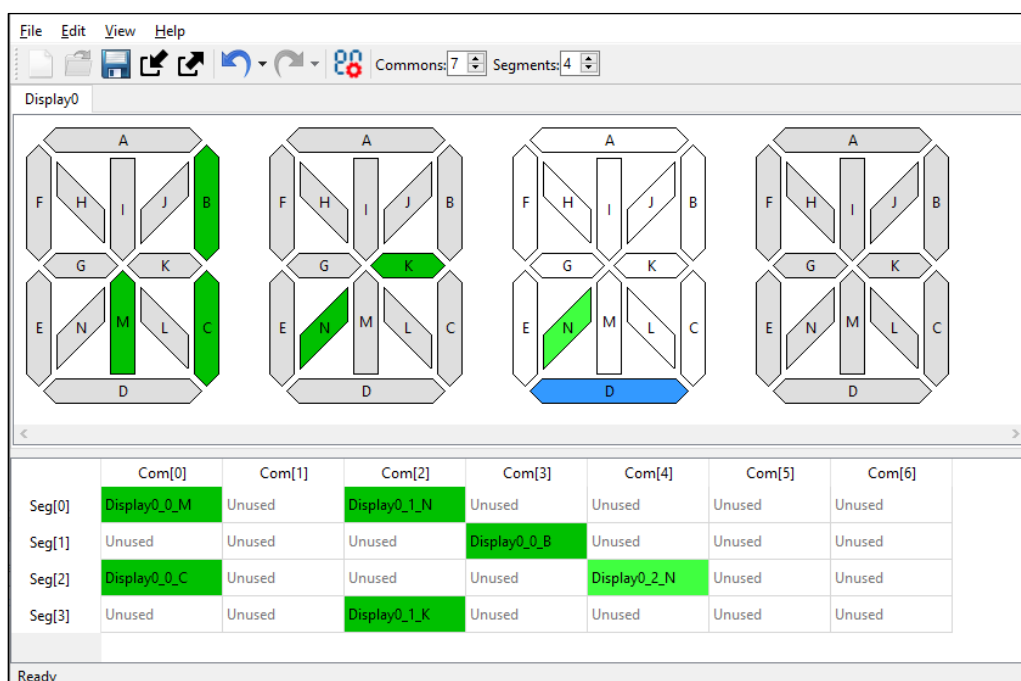 File Edit View Help
Commons: 7 Segments: 4
Display0
A A A A
F H I J B F H I J B F H I J B F H I J B
G K G K G K G K
E N M L C E N M L C E N M L C E N M L C
D D D D
Com[0] Com[1] Com[2] Com[3] Com[4] Com[5] Com[6]
Seg[0] Display0_0_M Unused Display0_1_N Unused Unused Unused Unused
Seg[1] Unused Unused Unused Display0_0_B Unused Unused Unused
Seg[2] Display0_0_C Unused Unused Unused Display0_2_N Unused Unused
Seg[3] Unused Unused Display0_1_K Unused Unused Unused Unused
Ready